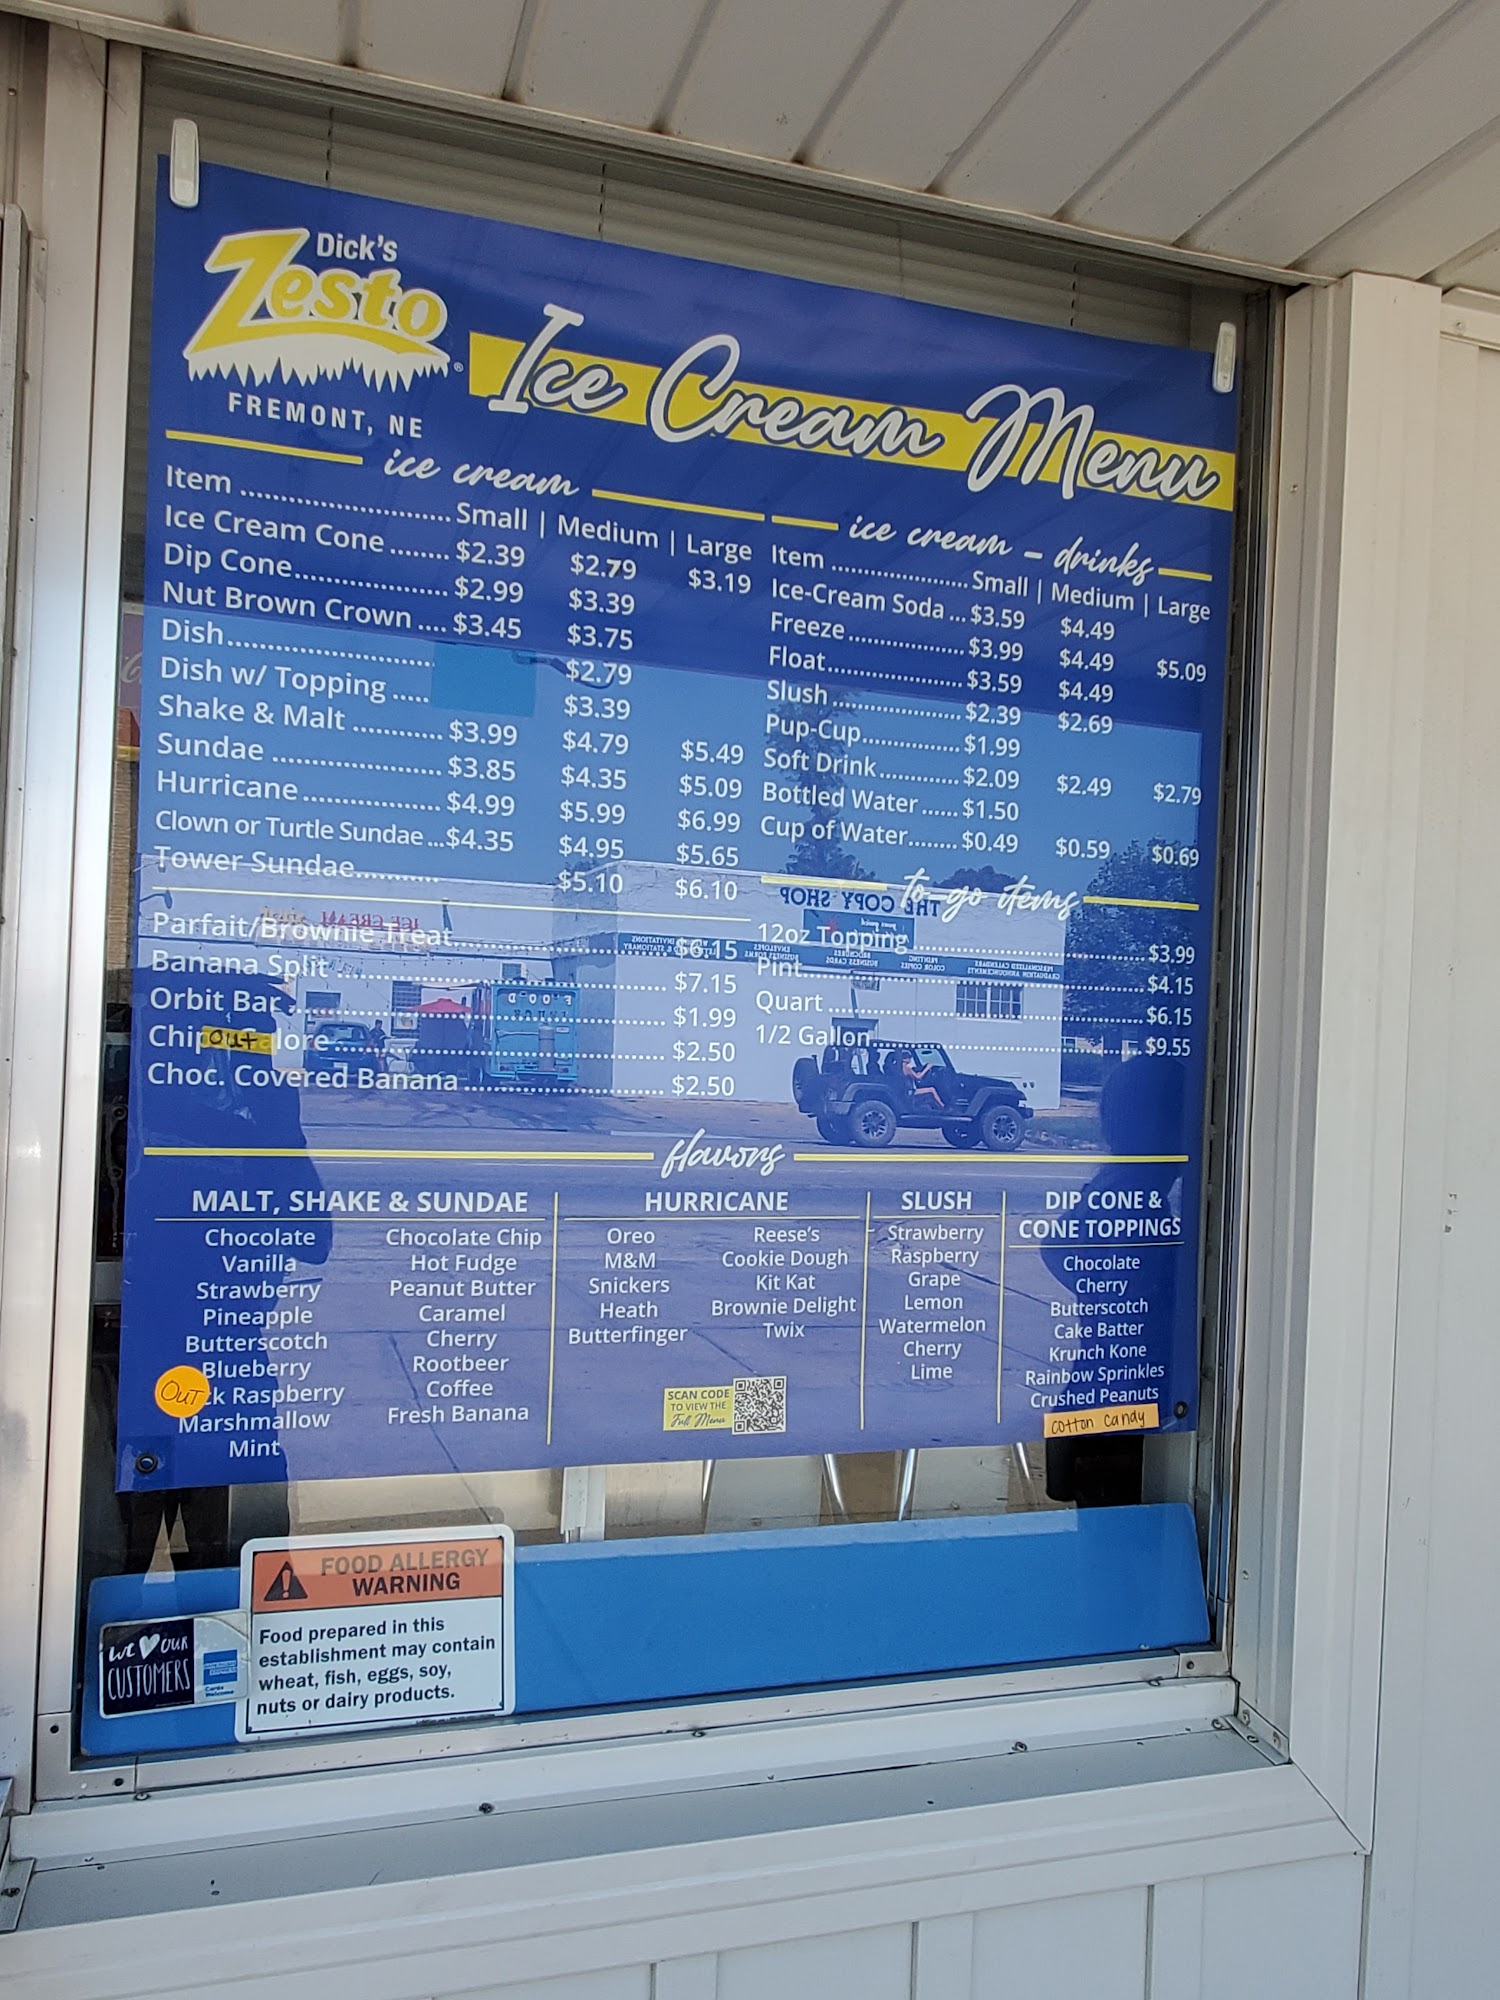 Dick's
Zesto
®
FREMONT, NE
Ice Cream Menu
ice cream
Item ........ Small | Medium | Large
Ice Cream Cone ........ $2.39 $2.79 $3.19
Dip Cone ........ $2.99 $3.39
Nut Brown Crown .... $3.45 $3.75
Dish ........ $2.79
Dish w/ Topping ..... $3.39
Shake & Malt ........ $3.99 $4.79 $5.49
Sundae ........ $3.85 $4.35 $5.09
Hurricane ........ $4.99 $5.99 $6.99
Clown or Turtle Sundae ... $4.35 $4.95 $5.65
Tower Sundae ........ $5.10 $6.10
Parfait/Brownie Treat ........ $6.15
Banana Split ........ $7.15
Orbit Bar ........ $1.99
Chip out alore ........ $2.50
Choc. Covered Banana ........ $2.50
ice cream - drinks
Item ........ Small | Medium | Large
Ice-Cream Soda ... $3.59 $4.49
Freeze ........ $3.99 $4.49 $5.09
Float ........ $3.59 $4.49
Slush ........ $2.39 $2.69
Pup-Cup ........ $1.99
Soft Drink ........ $2.09 $2.49 $2.79
Bottled Water ...... $1.50
Cup of Water ........ $0.49 $0.59 $0.69
to-go items
12oz Topping ........ $3.99
Pint ........ $4.15
Quart ........ $6.15
1/2 Gallon ........ $9.55
THE COPY SHOP
ICE CREAM
FOOD
flavors
MALT, SHAKE & SUNDAE
Chocolate
Vanilla
Strawberry
Pineapple
Butterscotch
Blueberry
OUT k Raspberry
Marshmallow
Mint
Chocolate Chip
Hot Fudge
Peanut Butter
Caramel
Cherry
Rootbeer
Coffee
Fresh Banana
HURRICANE
Oreo
M&M
Snickers
Heath
Butterfinger
Reese's
Cookie Dough
Kit Kat
Brownie Delight
Twix
SCAN CODE
TO VIEW THE
Full Menu
SLUSH
Strawberry
Raspberry
Grape
Lemon
Watermelon
Cherry
Lime
DIP CONE &
CONE TOPPINGS
Chocolate
Cherry
Butterscotch
Cake Batter
Krunch Kone
Rainbow Sprinkles
Crushed Peanuts
cotton candy
FOOD ALLERGY
WARNING
Food prepared in this
establishment may contain
wheat, fish, eggs, soy,
nuts or dairy products.
WE OUR
CUSTOMERS
Cards
Welcome